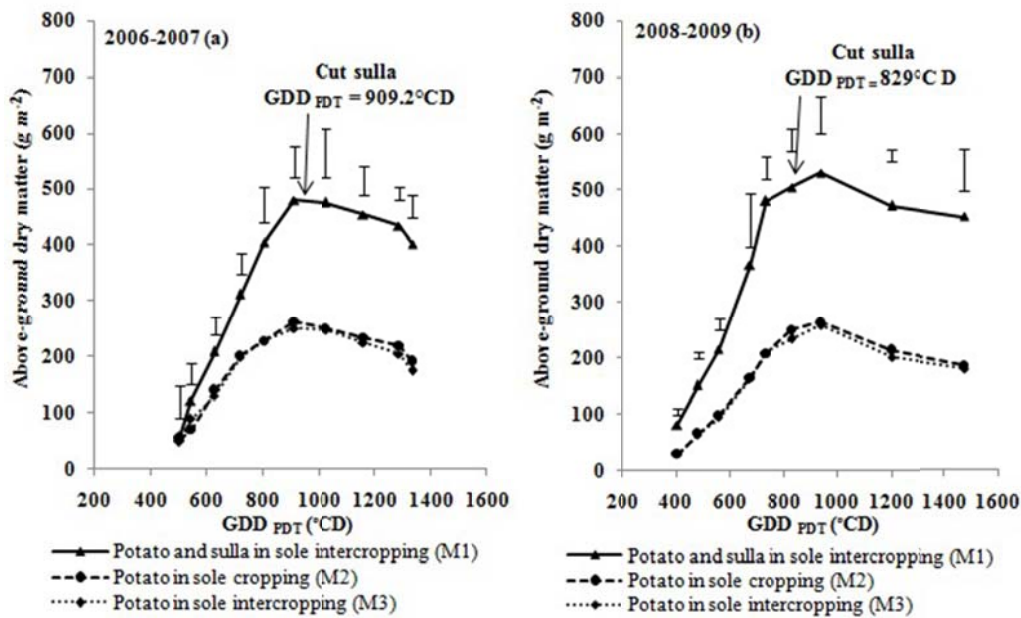 2006-2007 (a)
Cut sulla
GDD PDT = 909.2°CD
Above-ground dry matter (g m-2)
800
700
600
500
400
300
200
100
0
200 400 600 800 1000 1200 1400 1600
GDD PDT (°CD)
Potato and sulla in sole intercropping (M1)
Potato in sole cropping (M2)
Potato in sole intercropping (M3)
2008-2009 (b)
Cut sulla
GDD PDT = 829°C D
Above-ground dry matter (g m-2)
800
700
600
500
400
300
200
100
0
200 400 600 800 1000 1200 1400 1600
GDD PDT (°CD)
Potato and sulla in sole intercropping (M1)
Potato in sole cropping (M2)
Potato in sole intercropping (M3)